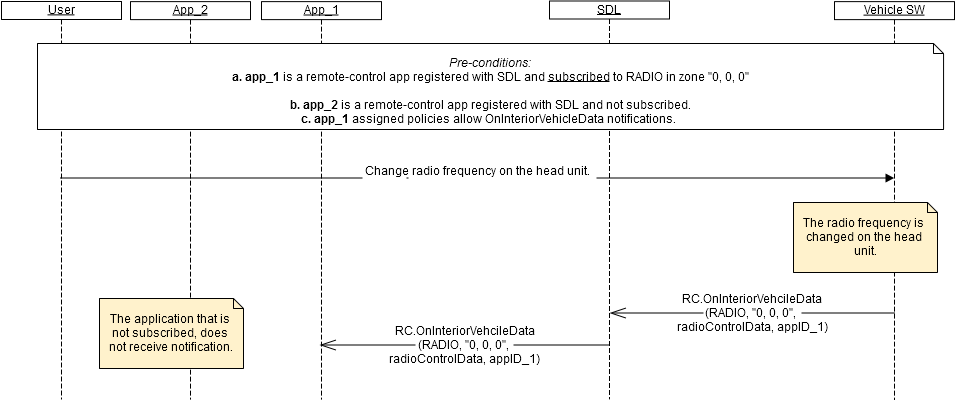 User
App_2
App_1
SDL
Vehicle SW
Pre-conditions:
a. app_1 is a remote-control app registered with SDL and subscribed to RADIO in zone "0, 0, 0"
b. app_2 is a remote-control app registered with SDL and not subscribed.
c. app_1 assigned policies allow OnInteriorVehicleData notifications.
Change radio frequency on the head unit.
The radio frequency is
changed on the head
unit.
RC.OnInteriorVehcileData
(RADIO, "0, 0, 0",
radioControlData, appID_1)
The application that is
not subscribed, does
not receive notification.
RC.OnInteriorVehcileData
(RADIO, "0, 0, 0",
radioControlData, appID_1)